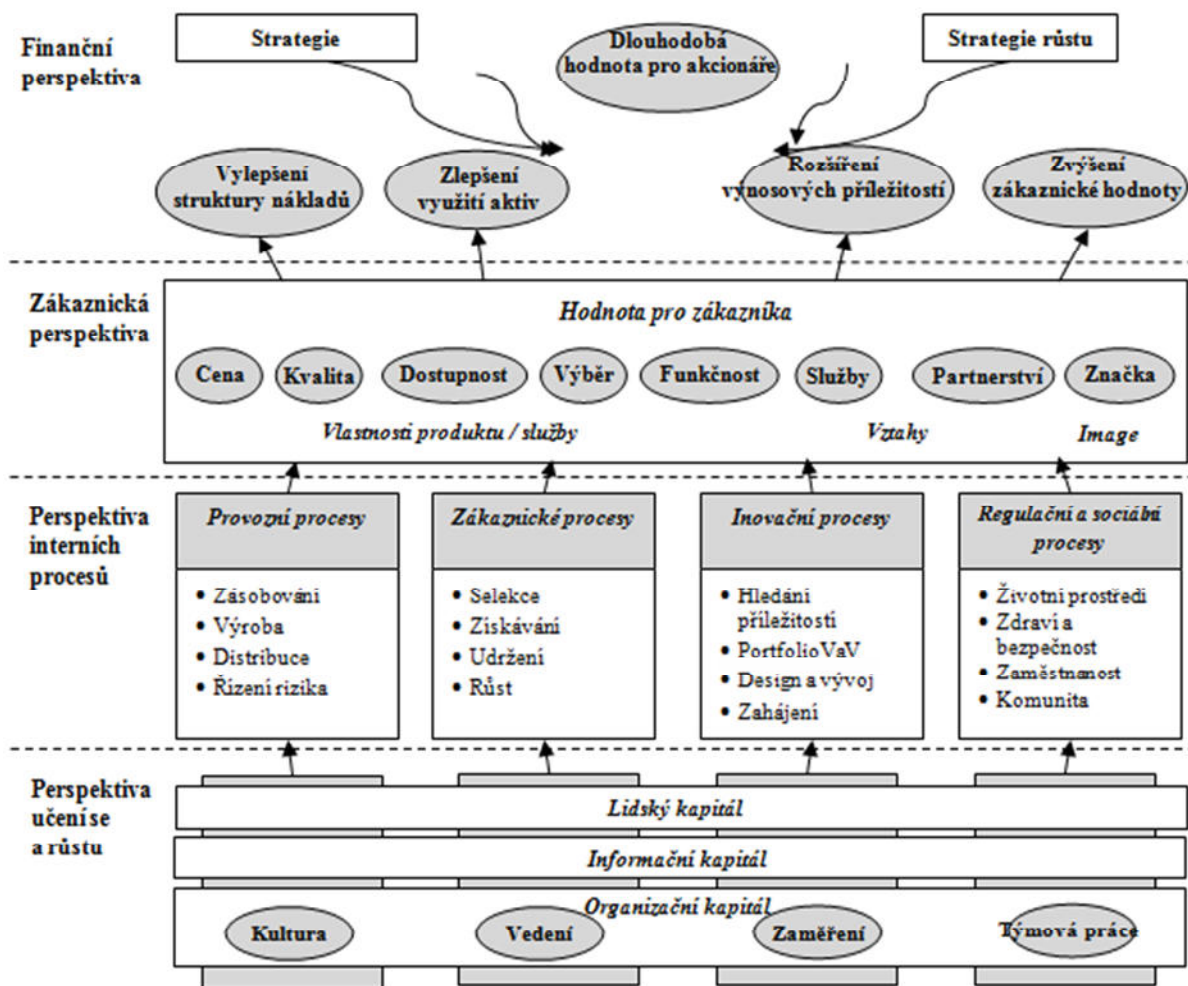 Finanční
perspektiva
Strategie
Dlouhodobá
hodnota pro akcionáře
Strategie růstu
Vylepšení
struktury nákladů
Zlepšení
využití aktiv
Rozšíření
výnosových příležitostí
Zvýšení
zákaznické hodnoty
Zákaznická
perspektiva
Hodnota pro zákazníka
Cena
Kvalita
Dostupnost
Výběr
Funkčnost
Služby
Partnerství
Značka
Vlastnosti produktu / služby
Vztahy
Image
Perspektiva
interních
procesů
Provozní procesy
• Zásobování
• Výroba
• Distribuce
• Řízení rizika
Zákaznické procesy
• Selekce
• Získávání
• Udržení
• Růst
Inovační procesy
• Hledání
příležitostí
• Portfolio VaV
• Design a vývoj
• Zahájení
Regulační a sociální
procesy
• Životní prostředí
• Zdraví a
bezpečnost
• Zaměstnanost
• Komunita
Perspektiva
učení se
a růstu
Lidský kapitál
Informační kapitál
Organizační kapitál
Kultura
Vedení
Zaměření
Týmová práce